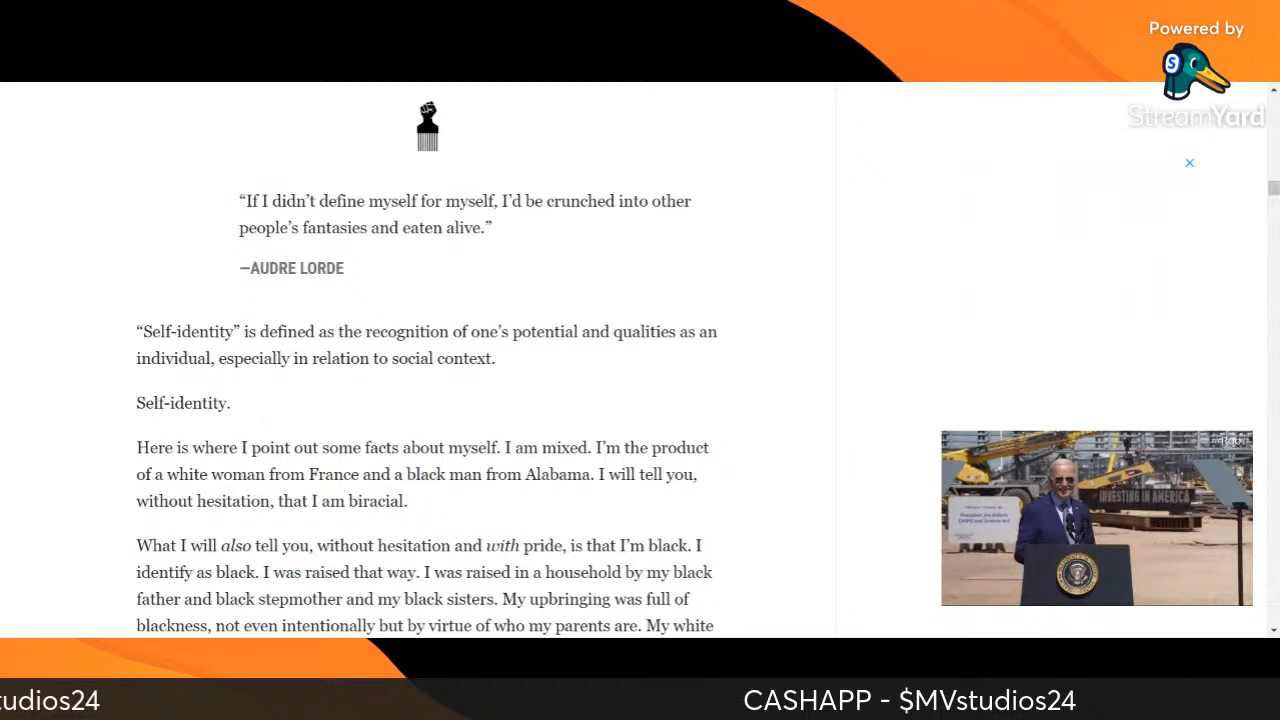 Powered by
StreamYard
“If I didn’t define myself for myself, I’d be crunched into other
people’s fantasies and eaten alive.”
—AUDRE LORDE
“Self-identity” is defined as the recognition of one’s potential and qualities as an
individual, especially in relation to social context.
Self-identity.
Here is where I point out some facts about myself. I am mixed. I’m the product
of a white woman from France and a black man from Alabama. I will tell you,
without hesitation, that I am biracial.
What I will also tell you, without hesitation and with pride, is that I’m black. I
identify as black. I was raised that way. I was raised in a household by my black
father and black stepmother and my black sisters. My upbringing was full of
blackness, not even intentionally but by virtue of who my parents are. My white
INVESTING IN AMERICA
President Joe Biden's
CHIPS and Science Act
tudios24
CASHAPP - $MVstudios24